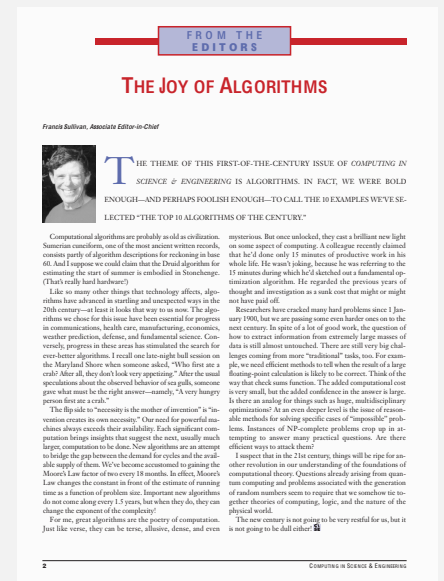 FROM THE
EDITORS
THE JOY OF ALGORITHMS
Francis Sullivan, Associate Editor-in-Chief
THE THEME OF THIS FIRST-OF-THE-CENTURY ISSUE OF COMPUTING IN
SCIENCE & ENGINEERING IS ALGORITHMS. IN FACT, WE WERE BOLD
ENOUGH—AND PERHAPS FOOLISH ENOUGH—TO CALL THE 10 EXAMPLES WE'VE SE-
LECTED “THE TOP 10 ALGORITHMS OF THE CENTURY.”
Computational algorithms are probably as old as civilization.
Sumerian cuneiform, one of the most ancient written records,
consists partly of algorithm descriptions for reckoning in base
60. And I suppose we could claim that the Druid algorithm for
estimating the start of summer is embodied in Stonehenge.
(That's really hard hardware!)
Like so many other things that technology affects, algo-
rithms have advanced in startling and unexpected ways in the
20th century—at least it looks that way to us now. The algo-
rithms we chose for this issue have been essential for progress
in communications, health care, manufacturing, economics,
weather prediction, defense, and fundamental science. Con-
versely, progress in these areas has stimulated the search for
ever-better algorithms. I recall one late-night bull session on
the Maryland Shore when someone asked, “Who first ate a
crab? After all, they don't look very appetizing.” After the usual
speculations about the observed behavior of sea gulls, someone
gave what must be the right answer—namely, “A very hungry
person first ate a crab.”
The flip side to “necessity is the mother of invention” is “in-
vention creates its own necessity.” Our need for powerful ma-
chines always exceeds their availability. Each significant com-
putation brings insights that suggest the next, usually much
larger, computation to be done. New algorithms are an attempt
to bridge the gap between the demand for cycles and the avail-
able supply of them. We've become accustomed to gaining the
Moore's Law factor of two every 18 months. In effect, Moore's
Law changes the constant in front of the estimate of running
time as a function of problem size. Important new algorithms
do not come along every 1.5 years, but when they do, they can
change the exponent of the complexity!
For me, great algorithms are the poetry of computation.
Just like verse, they can be terse, allusive, dense, and even
mysterious. But once unlocked, they cast a brilliant new light
on some aspect of computing. A colleague recently claimed
that he'd done only 15 minutes of productive work in his
whole life. He wasn't joking, because he was referring to the
15 minutes during which he'd sketched out a fundamental op-
timization algorithm. He regarded the previous years of
thought and investigation as a sunk cost that might or might
not have paid off.
Researchers have cracked many hard problems since 1 Jan-
uary 1900, but we are passing some even harder ones on to the
next century. In spite of a lot of good work, the question of
how to extract information from extremely large masses of
data is still almost untouched. There are still very big chal-
lenges coming from more “traditional” tasks, too. For exam-
ple, we need efficient methods to tell when the result of a large
floating-point calculation is likely to be correct. Think of the
way that check sums function. The added computational cost
is very small, but the added confidence in the answer is large.
Is there an analog for things such as huge, multidisciplinary
optimizations? At an even deeper level is the issue of reason-
able methods for solving specific cases of “impossible” prob-
lems. Instances of NP-complete problems crop up in at-
tempting to answer many practical questions. Are there
efficient ways to attack them?
I suspect that in the 21st century, things will be ripe for an-
other revolution in our understanding of the foundations of
computational theory. Questions already arising from quan-
tum computing and problems associated with the generation
of random numbers seem to require that we somehow tie to-
gether theories of computing, logic, and the nature of the
physical world.
The new century is not going to be very restful for us, but it
is not going to be dull either!
2
COMPUTING IN SCIENCE & ENGINEERING